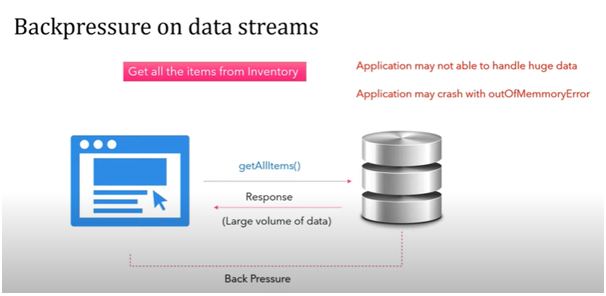 Backpressure on data streams
Get all the items from Inventory
Application may not able to handle huge data
Application may crash with outOfMemmoryError
getAllItems()
Response
(Large volume of data)
Back Pressure